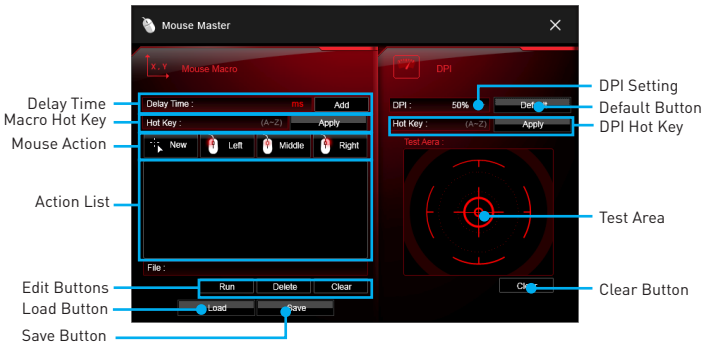 Mouse Master
X.Y Mouse Macro
DPI
DPI Setting
Delay Time
Delay Time : ms Add
DPI : 50% Default
Default Button
Macro Hot Key
Hot Key : (A~Z) Apply
Hot Key : (A~Z) Apply
DPI Hot Key
Mouse Action
New Left Middle Right
Test Aera :
Action List
Test Area
File :
Edit Buttons
Run Delete Clear
Clear
Clear Button
Load Button
Load Save
Save Button